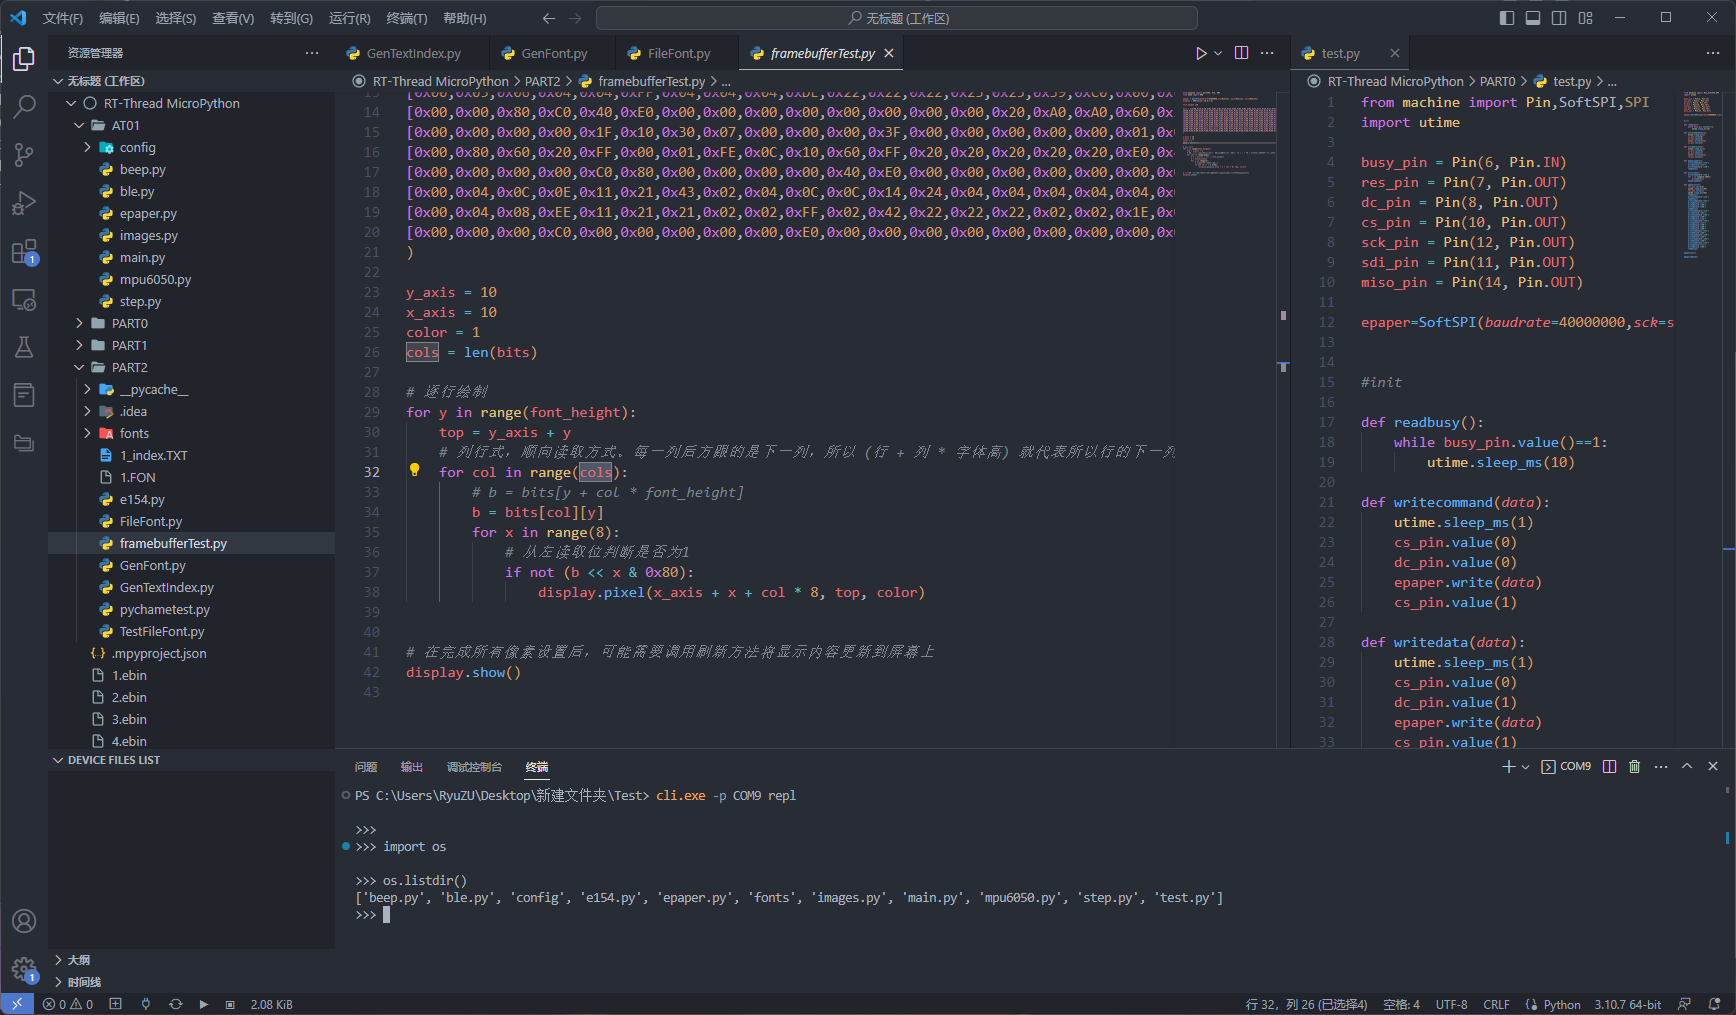 文件(F) 编辑(E) 选择(S) 查看(V) 转到(G) 运行(R) 终端(T) 帮助(H)
无标题 (工作区)
资源管理器
无标题 (工作区)
RT-Thread MicroPython
AT01
config
beep.py
ble.py
epaper.py
images.py
main.py
mpu6050.py
step.py
PART0
PART1
PART2
__pycache__
.idea
fonts
1_index.TXT
1.FON
e154.py
FileFont.py
framebufferTest.py
GenFont.py
GenTextIndex.py
pychametest.py
TestFileFont.py
.mpyproject.json
1.ebin
2.ebin
3.ebin
4.ebin
DEVICE FILES LIST
大纲
时间线
GenTextIndex.py GenFont.py FileFont.py framebufferTest.py
RT-Thread MicroPython > PART2 > framebufferTest.py > ...
14 [0x00,0x00,0x80,0xC0,0x40,0xE0,0x00,0x00,0x00,0x00,0x00,0x00,0x20,0xA0,0xA0,0x60,0x
15 [0x00,0x00,0x00,0x00,0x1F,0x10,0x30,0x07,0x00,0x00,0x00,0x3F,0x00,0x00,0x00,0x01,0
16 [0x00,0x80,0x60,0x20,0xFF,0x00,0x01,0xFE,0x0C,0x10,0x60,0xFF,0x20,0x20,0x20,0x20,0x20,0xE0,
17 [0x00,0x00,0x00,0x00,0xC0,0x80,0x00,0x00,0x00,0x40,0xE0,0x00,0x00,0x00,0x00,0x00,0x00,0x00,
18 [0x00,0x04,0x0C,0x0E,0x11,0x21,0x43,0x02,0x04,0x0C,0x0C,0x14,0x24,0x04,0x04,0x04,0x04,0x04,
19 [0x00,0x04,0x08,0xEE,0x11,0x21,0x21,0x02,0x02,0xFF,0x02,0x42,0x22,0x22,0x22,0x02,0x02,0x1E,
20 [0x00,0x00,0x00,0xC0,0x00,0x00,0x00,0x00,0x00,0xE0,0x00,0x00,0x00,0x00,0x00,0x00,0x00,0x00,
21 )
22
23 y_axis = 10
24 x_axis = 10
25 color = 1
26 cols = len(bits)
27
28 # 逐行绘制
29 for y in range(font_height):
30 top = y_axis + y
31 # 列行式，顺向读取方式。每一列后方跟的是下一列，所以 (行 + 列 * 字体高) 就代表所以行的下一列
32 for col in range(cols):
33 # b = bits[y + col * font_height]
34 b = bits[col][y]
35 for x in range(8):
36 # 从左读取位判断是否为1
37 if not (b << x & 0x80):
38 display.pixel(x_axis + x + col * 8, top, color)
39
40
41 # 在完成所有像素设置后，可能需要调用刷新方法将显示内容更新到屏幕上
42 display.show()
43
test.py
RT-Thread MicroPython > PART0 > test.py > ...
1 from machine import Pin,SoftSPI,SPI
2 import utime
3
4 busy_pin = Pin(6, Pin.IN)
5 res_pin = Pin(7, Pin.OUT)
6 dc_pin = Pin(8, Pin.OUT)
7 cs_pin = Pin(10, Pin.OUT)
8 sck_pin = Pin(12, Pin.OUT)
9 sdi_pin = Pin(11, Pin.OUT)
10 miso_pin = Pin(14, Pin.OUT)
11
12 epaper=SoftSPI(baudrate=40000000,sck=s
13
14
15 #init
16
17 def readbusy():
18 while busy_pin.value()==1:
19 utime.sleep_ms(10)
20
21 def writecommand(data):
22 utime.sleep_ms(1)
23 cs_pin.value(0)
24 dc_pin.value(0)
25 epaper.write(data)
26 cs_pin.value(1)
27
28 def writedata(data):
29 utime.sleep_ms(1)
30 cs_pin.value(0)
31 dc_pin.value(1)
32 epaper.write(data)
33 cs_pin.value(1)
问题 输出 调试控制台 终端
COM9
PS C:\Users\RyuZU\Desktop\新建文件夹\Test> cli.exe -p COM9 repl
>>>
>>> import os
>>> os.listdir()
['beep.py', 'ble.py', 'config', 'e154.py', 'epaper.py', 'fonts', 'images.py', 'main.py', 'mpu6050.py', 'step.py', 'test.py']
>>>
0 0 2.08 KiB
行 32，列 26 (已选择4) 空格: 4 UTF-8 CRLF Python 3.10.7 64-bit